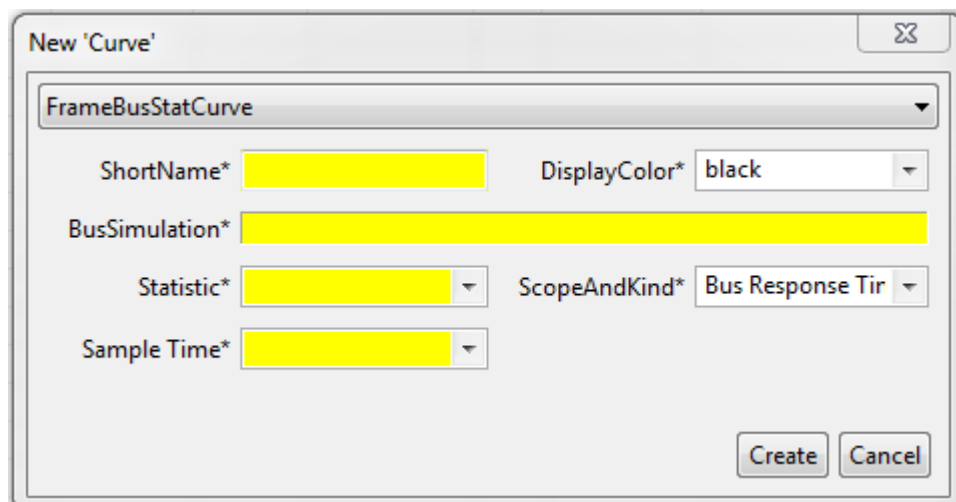 New 'Curve'
FrameBusStatCurve
ShortName* DisplayColor* black
BusSimulation*
Statistic* ScopeAndKind* Bus Response Tir
Sample Time*
Create Cancel